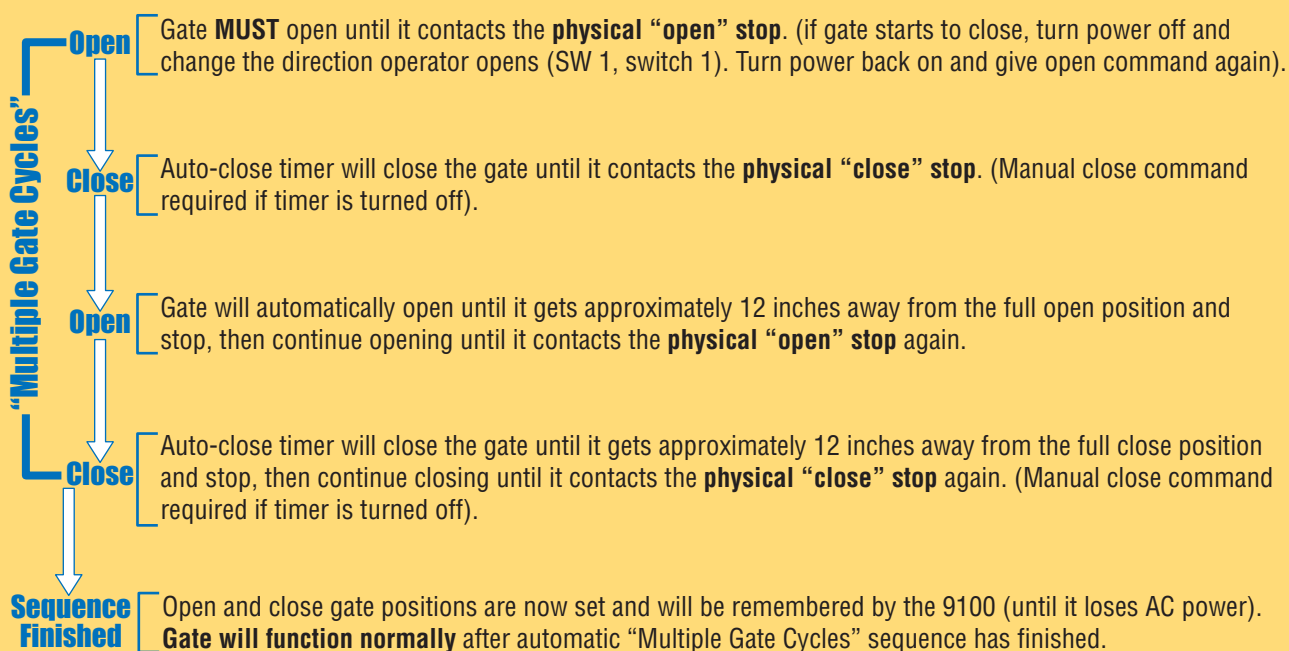 “Multiple Gate Cycles”
Open
Gate MUST open until it contacts the physical “open” stop. (if gate starts to close, turn power off and
change the direction operator opens (SW 1, switch 1). Turn power back on and give open command again).
Close
Auto-close timer will close the gate until it contacts the physical “close” stop. (Manual close command
required if timer is turned off).
Open
Gate will automatically open until it gets approximately 12 inches away from the full open position and
stop, then continue opening until it contacts the physical “open” stop again.
Close
Auto-close timer will close the gate until it gets approximately 12 inches away from the full close position
and stop, then continue closing until it contacts the physical “close” stop again. (Manual close command
required if timer is turned off).
Sequence
Finished
Open and close gate positions are now set and will be remembered by the 9100 (until it loses AC power).
Gate will function normally after automatic “Multiple Gate Cycles” sequence has finished.